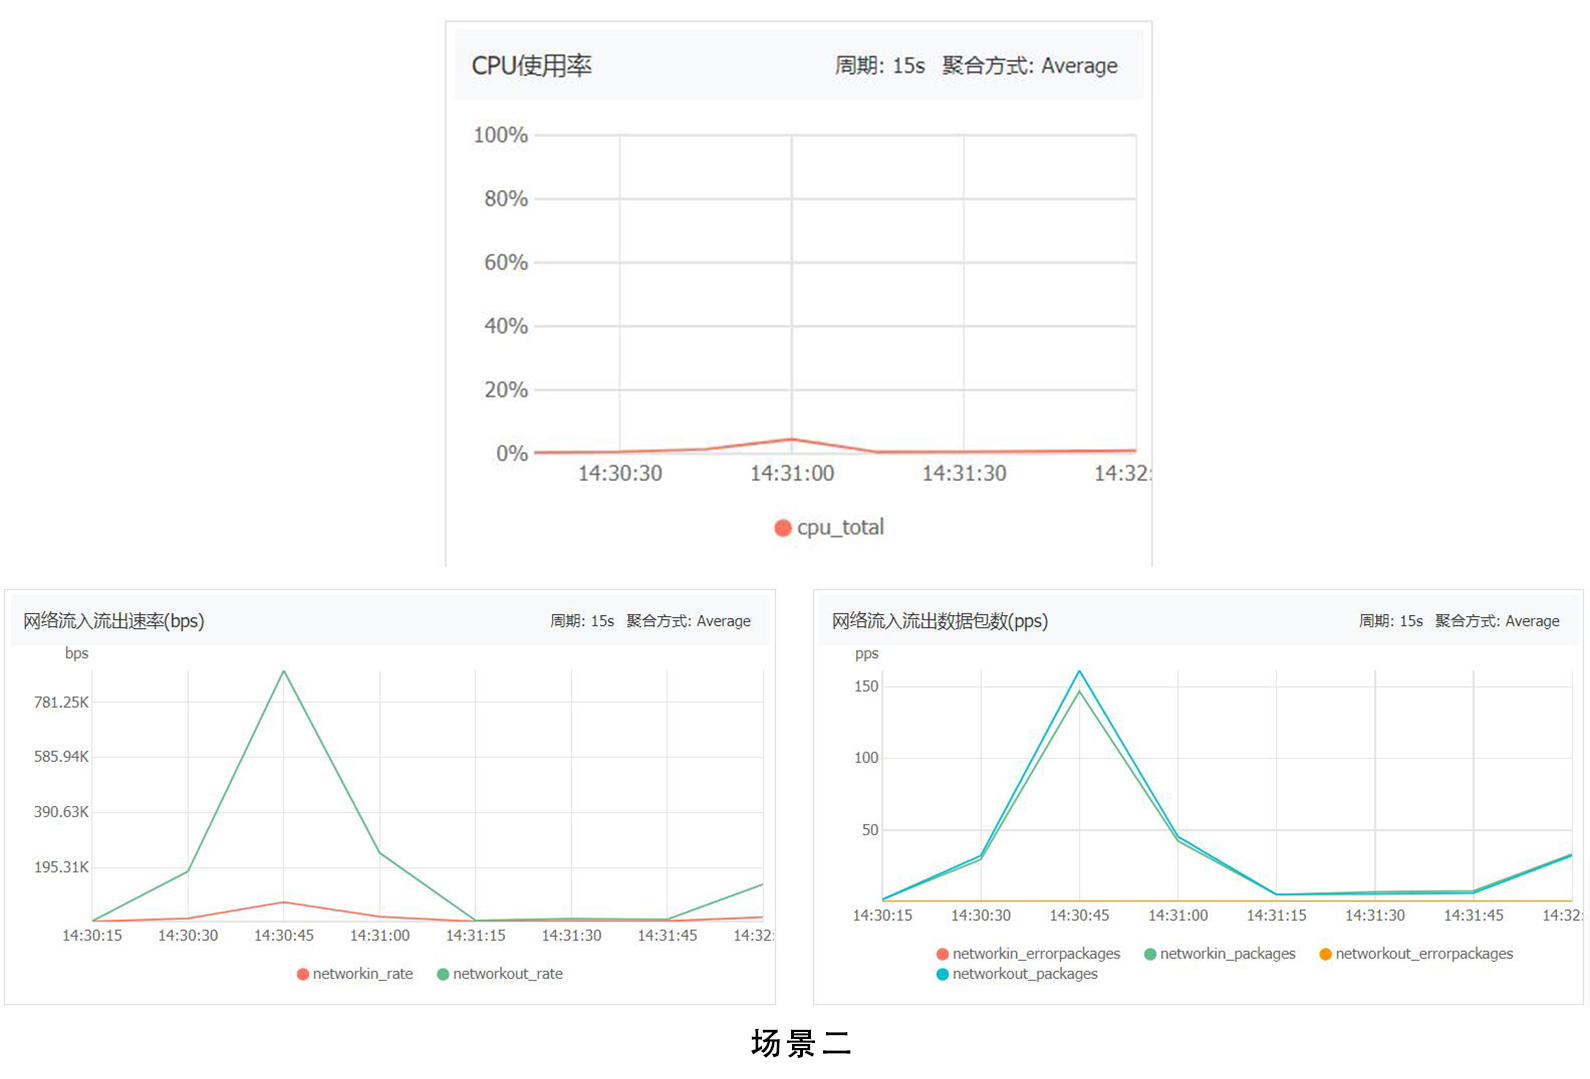 CPU使用率 周期: 15s 聚合方式: Average
100%
80%
60%
40%
20%
0%
14:30:30 14:31:00 14:31:30 14:32:
cpu_total
网络流入流出速率(bps) 周期: 15s 聚合方式: Average
bps
781.25K
585.94K
390.63K
195.31K
14:30:15 14:30:30 14:30:45 14:31:00 14:31:15 14:31:30 14:31:45 14:32:
networkin_rate networkout_rate
网络流入流出数据包数(pps) 周期: 15s 聚合方式: Average
pps
150
100
50
14:30:15 14:30:30 14:30:45 14:31:00 14:31:15 14:31:30 14:31:45 14:32:
networkin_errorpackages networkin_packages networkout_errorpackages
networkout_packages
场景二